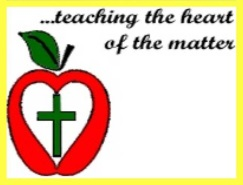 ...teaching the heart
of the matter